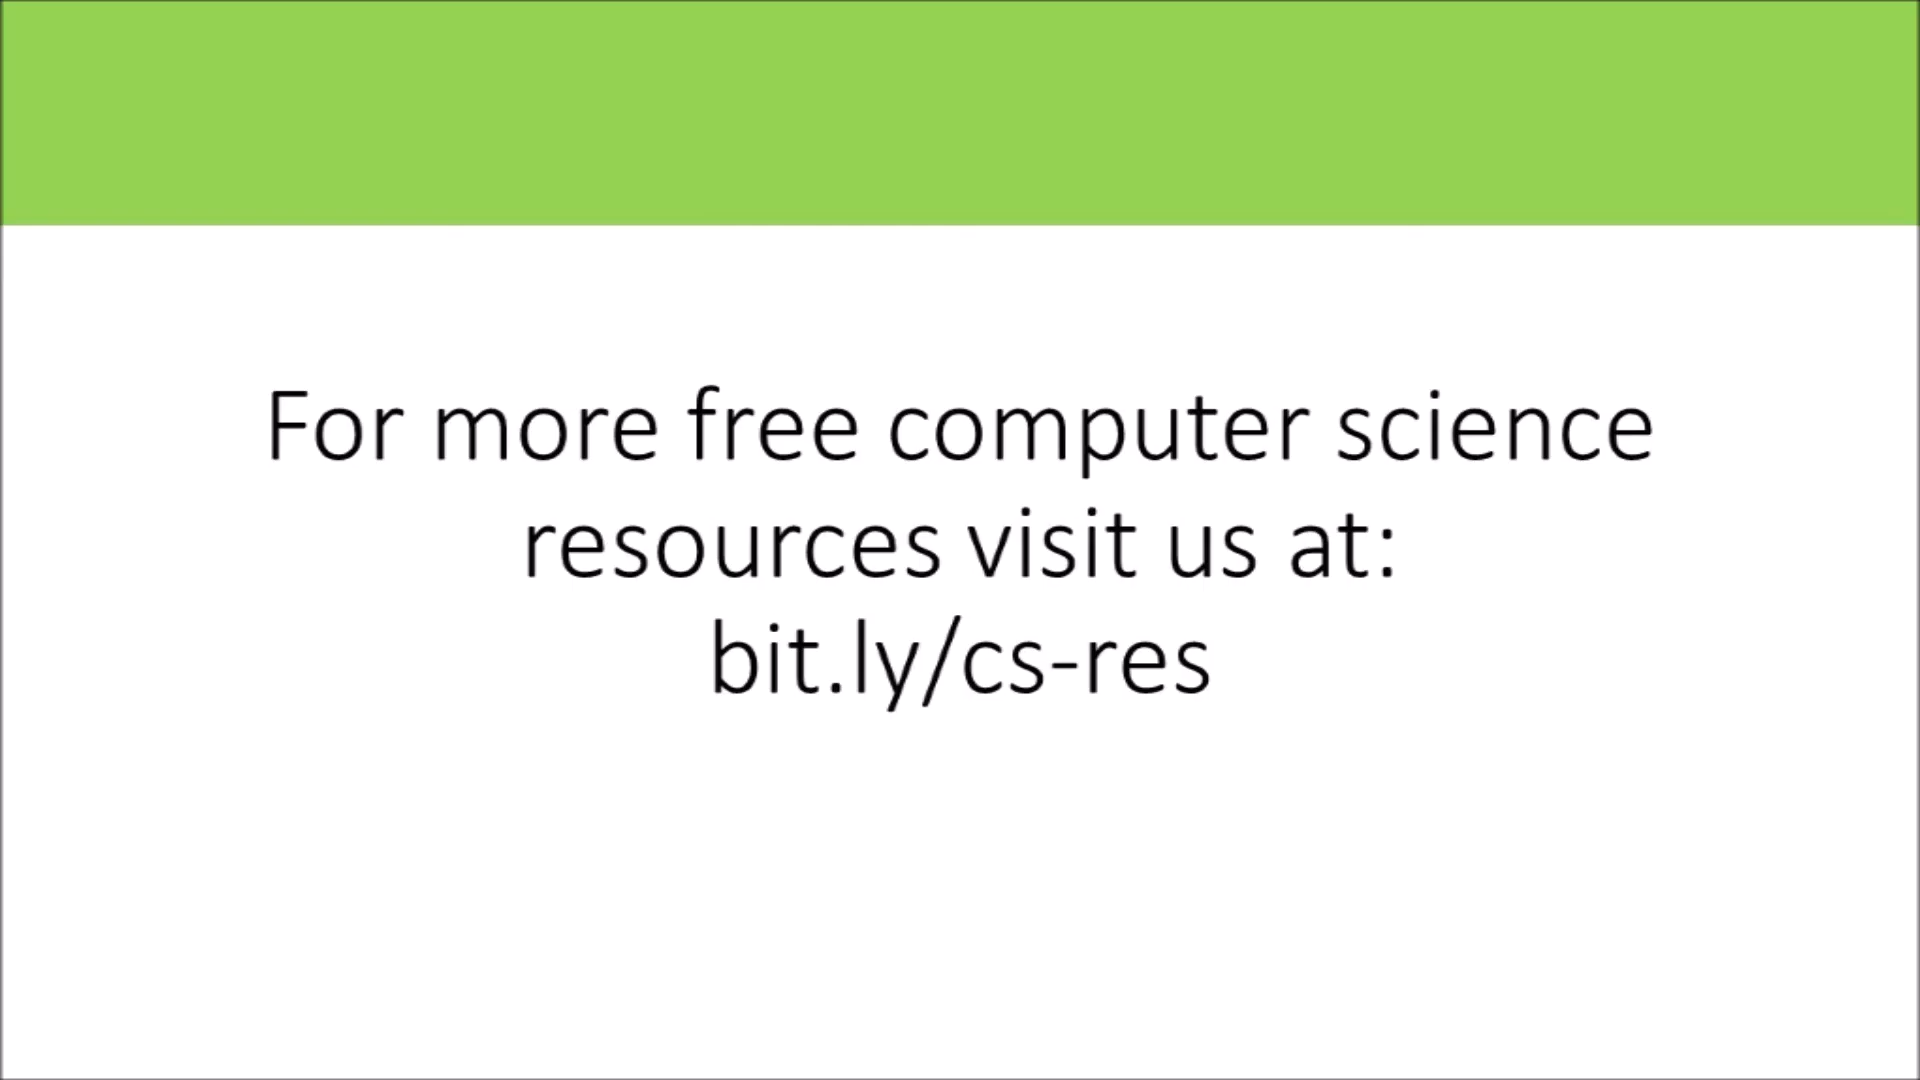 For more free computer science
resources visit us at:
bit.ly/cs-res